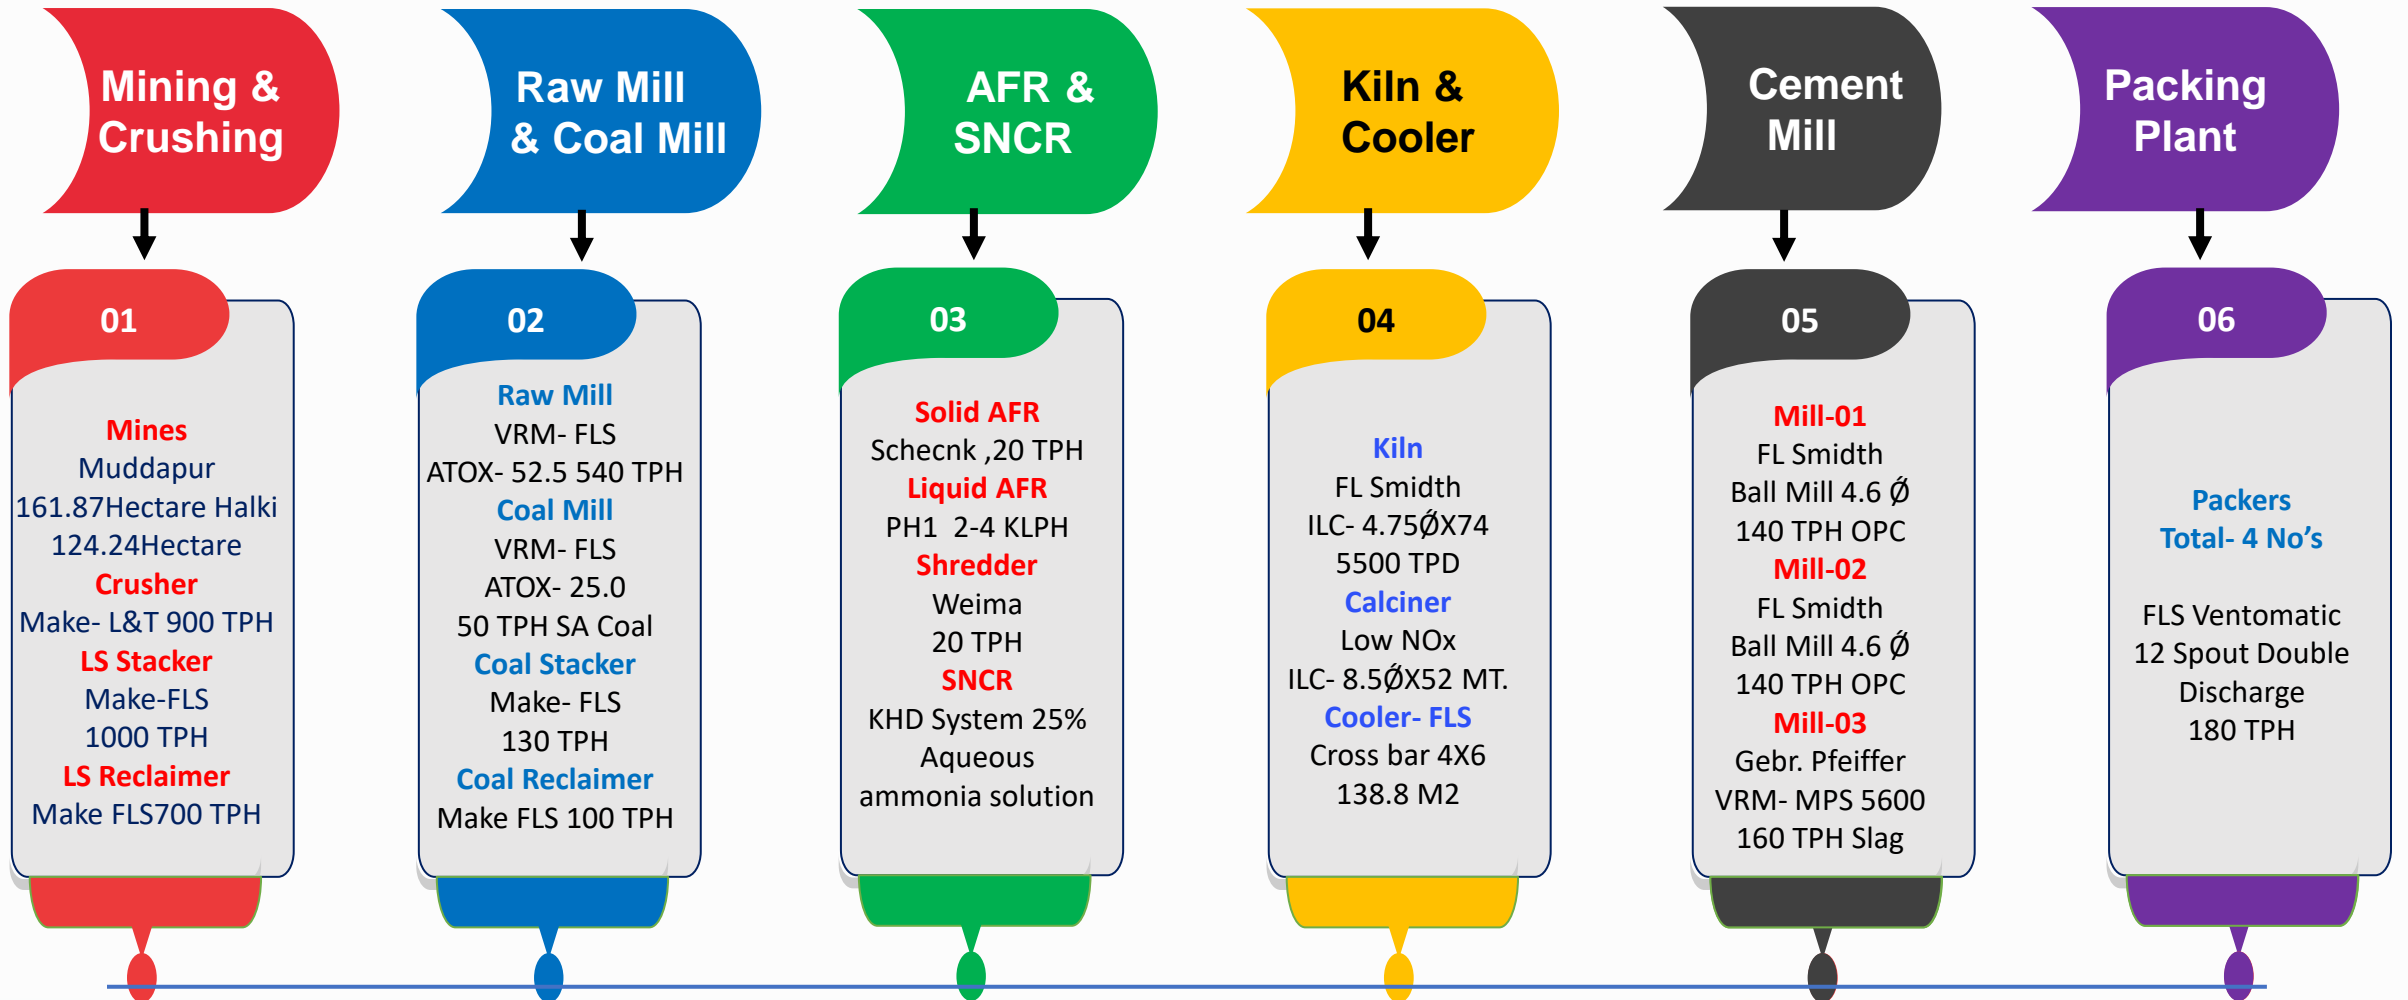 Mining &
Crushing
01
Mines
Muddapur
161.87Hectare Halki
124.24Hectare
Crusher
Make- L&T 900 TPH
LS Stacker
Make-FLS
1000 TPH
LS Reclaimer
Make FLS700 TPH
Raw Mill
& Coal Mill
02
Raw Mill
VRM- FLS
ATOX- 52.5 540 TPH
Coal Mill
VRM- FLS
ATOX- 25.0
50 TPH SA Coal
Coal Stacker
Make- FLS
130 TPH
Coal Reclaimer
Make FLS 100 TPH
AFR &
SNCR
03
Solid AFR
Schecnk ,20 TPH
Liquid AFR
PH1 2-4 KLPH
Shredder
Weima
20 TPH
SNCR
KHD System 25%
Aqueous
ammonia solution
Kiln &
Cooler
04
Kiln
FL Smidth
ILC- 4.75ǾX74
5500 TPD
Calciner
Low NOx
ILC- 8.5ǾX52 MT.
Cooler- FLS
Cross bar 4X6
138.8 M2
Cement
Mill
05
Mill-01
FL Smidth
Ball Mill 4.6 Ǿ
140 TPH OPC
Mill-02
FL Smidth
Ball Mill 4.6 Ǿ
140 TPH OPC
Mill-03
Gebr. Pfeiffer
VRM- MPS 5600
160 TPH Slag
Packing
Plant
06
Packers
Total- 4 No’s
FLS Ventomatic
12 Spout Double
Discharge
180 TPH